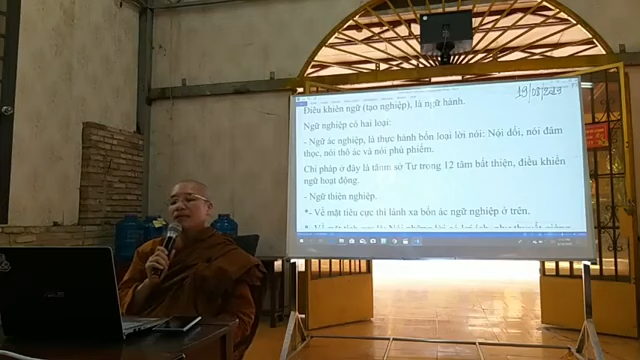 19/08/2019
Điều khiển ngữ (tạo nghiệp), là ngữ hành.
Ngữ nghiệp có hai loại:
- Ngữ ác nghiệp, là thực hành bốn loại lời nói: Nói dối, nói đâm
thọc, nói thô ác và nói phù phiếm.
Chi pháp ở đây là tâm sở Tư trong 12 tâm bất thiện, điều khiển
ngữ hoạt động.
- Ngữ thiện nghiệp.
*- Về mặt tiêu cực thì lánh xa bốn ác ngữ nghiệp ở trên.